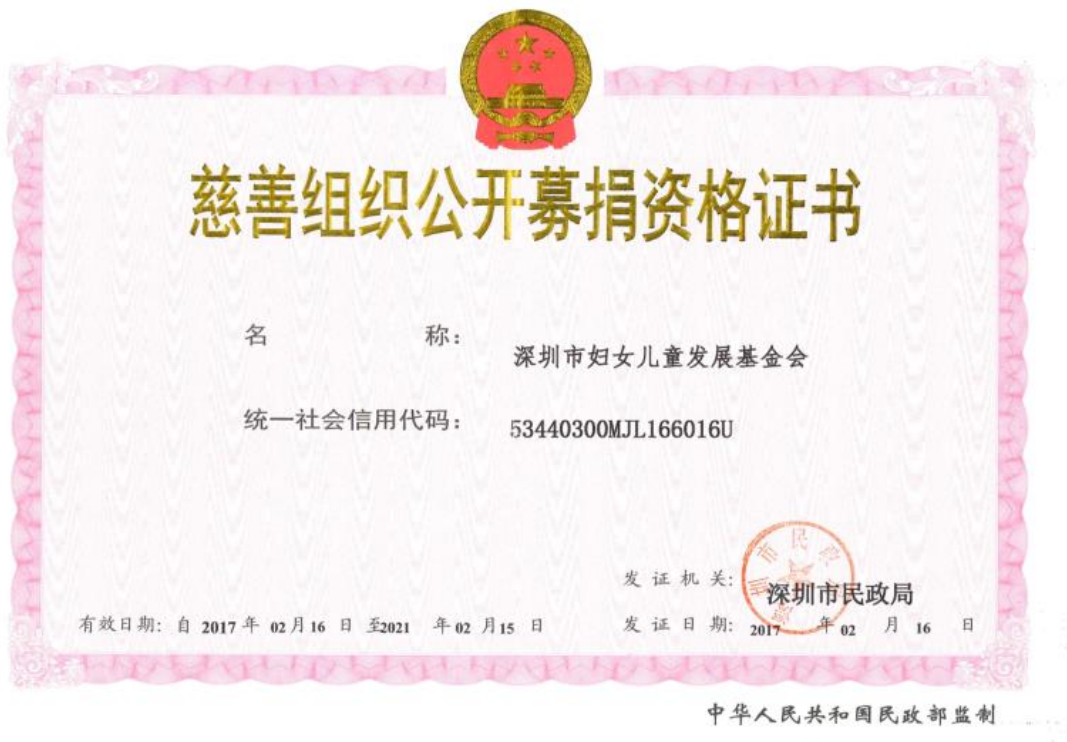 慈善组织公开募捐资格证书
名称：
深圳市妇女儿童发展基金会
统一社会信用代码：
53440300MJL166016U
发证机关：
深圳市民政局
有效日期：自 2017 年 02 月 16 日 至 2021 年 02 月 15 日
发证日期：2017 年 02 月 16 日
中华人民共和国民政部监制